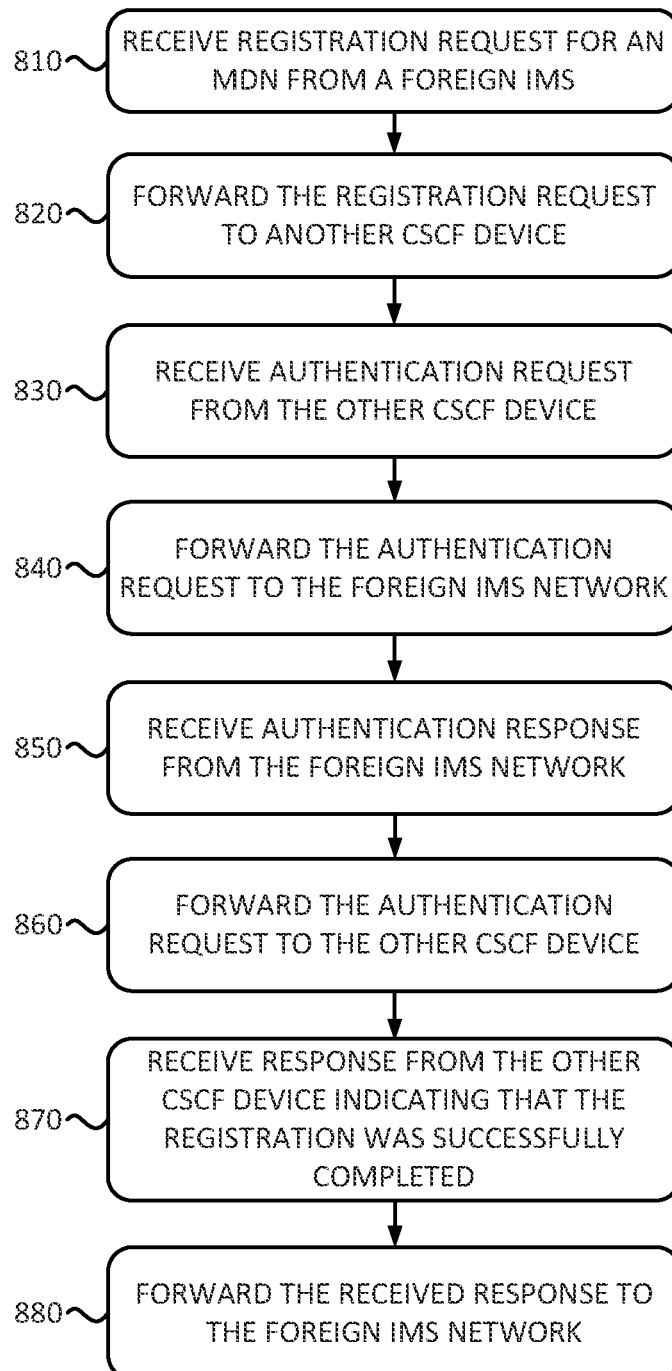 810
RECEIVE REGISTRATION REQUEST FOR AN
MDN FROM A FOREIGN IMS
820
FORWARD THE REGISTRATION REQUEST
TO ANOTHER CSCF DEVICE
830
RECEIVE AUTHENTICATION REQUEST
FROM THE OTHER CSCF DEVICE
840
FORWARD THE AUTHENTICATION
REQUEST TO THE FOREIGN IMS NETWORK
850
RECEIVE AUTHENTICATION RESPONSE
FROM THE FOREIGN IMS NETWORK
860
FORWARD THE AUTHENTICATION
REQUEST TO THE OTHER CSCF DEVICE
870
RECEIVE RESPONSE FROM THE OTHER
CSCF DEVICE INDICATING THAT THE
REGISTRATION WAS SUCCESSFULLY
COMPLETED
880
FORWARD THE RECEIVED RESPONSE TO
THE FOREIGN IMS NETWORK